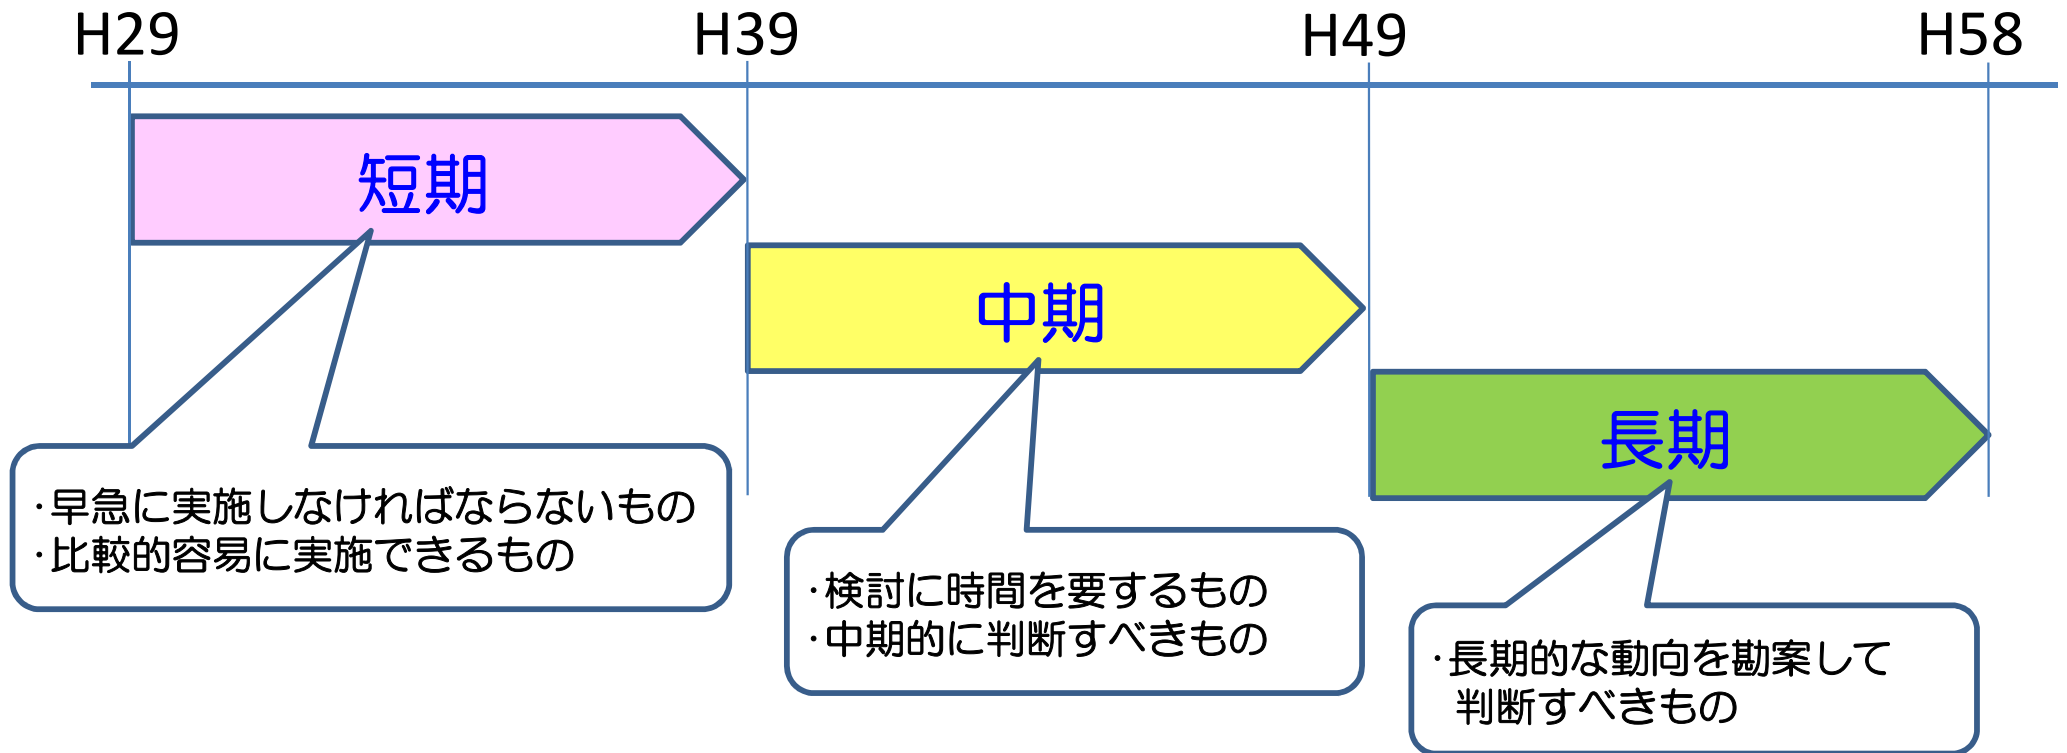 H29 H39 H49 H58
短期
中期
長期
・早急に実施しなければならないもの
・比較的容易に実施できるもの
・検討に時間を要するもの
・中期的に判断すべきもの
・長期的な動向を勘案して
判断すべきもの